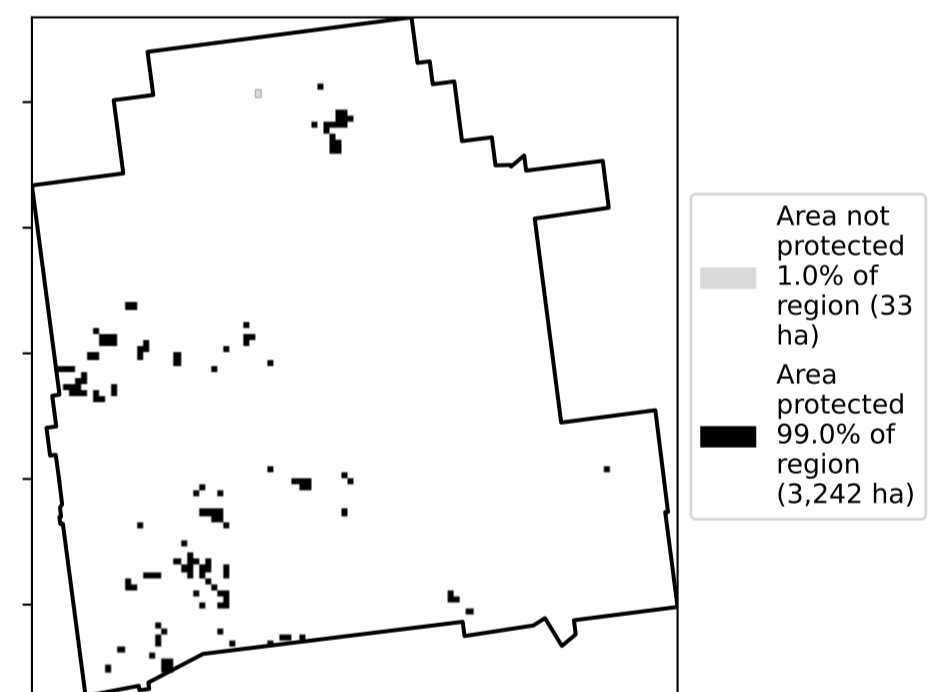 Area not
protected
1.0% of
region (33
ha)
Area
protected
99.0% of
region
(3,242 ha)